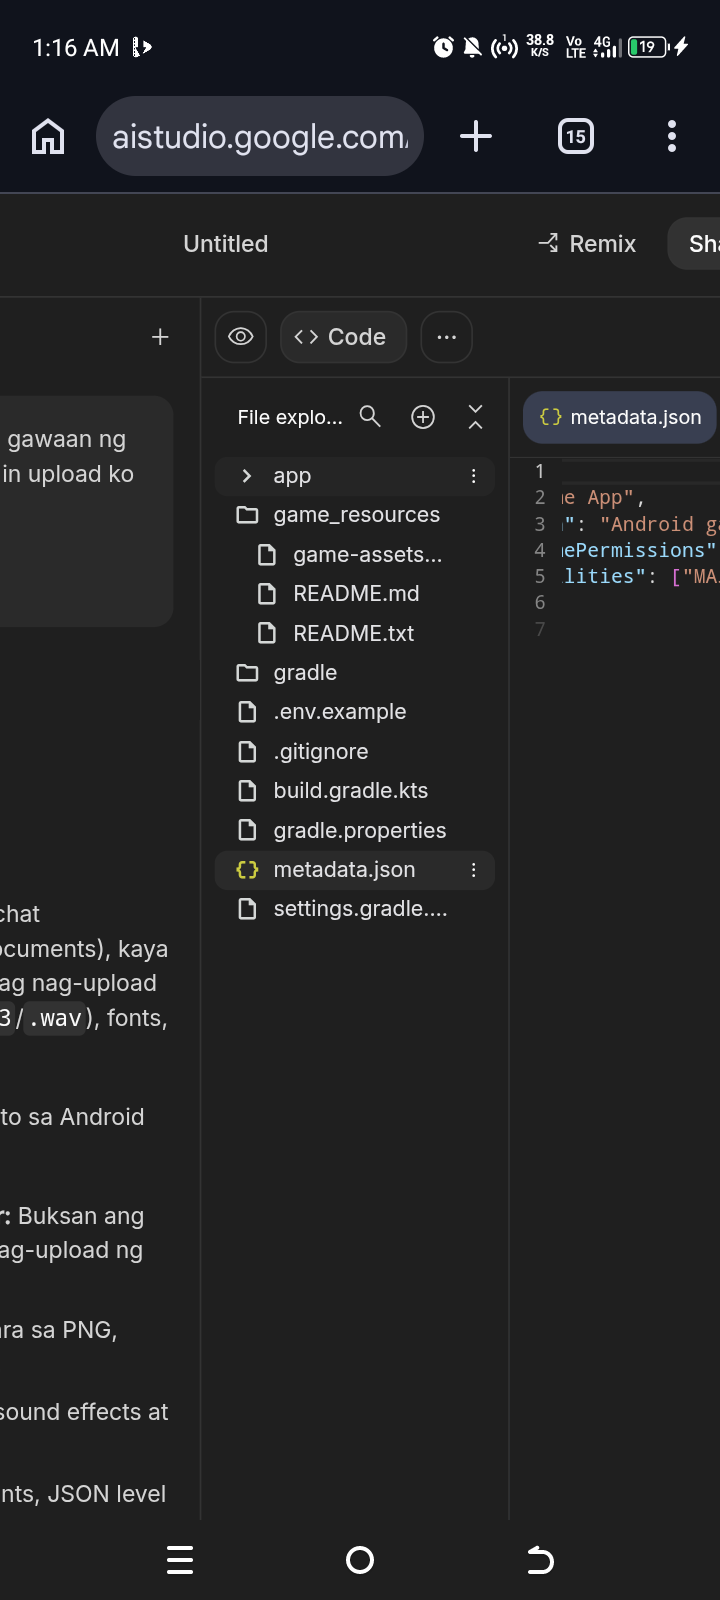 1:16 AM
1
38.8
K/S
Vo
LTE
4G
19
aistudio.google.com/
15
Untitled
Remix
Sha
Code
gawaan ng
in upload ko
File explo...
metadata.json
app
game_resources
game-assets...
README.md
README.txt
gradle
.env.example
.gitignore
build.gradle.kts
gradle.properties
metadata.json
settings.gradle....
1
2 e App",
3 ": "Android ga
4 ePermissions"
5 lities": ["MA
6
7
chat
ocuments), kaya
ag nag-upload
3/.wav), fonts,
to sa Android
r: Buksan ang
ag-upload ng
ara sa PNG,
sound effects at
nts, JSON level